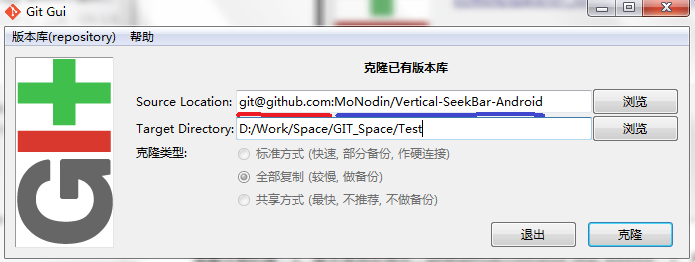 Git Gui
版本库(repository) 帮助
克隆已有版本库
Source Location: git@github.com:MoNodin/Vertical-SeekBar-Android 浏览
Target Directory: D:/Work/Space/GIT_Space/Test 浏览
克隆类型: 标准方式 (快速, 部分备份, 作硬连接)
全部复制 (较慢, 做备份)
共享方式 (最快, 不推荐, 不做备份)
GIT
退出 克隆